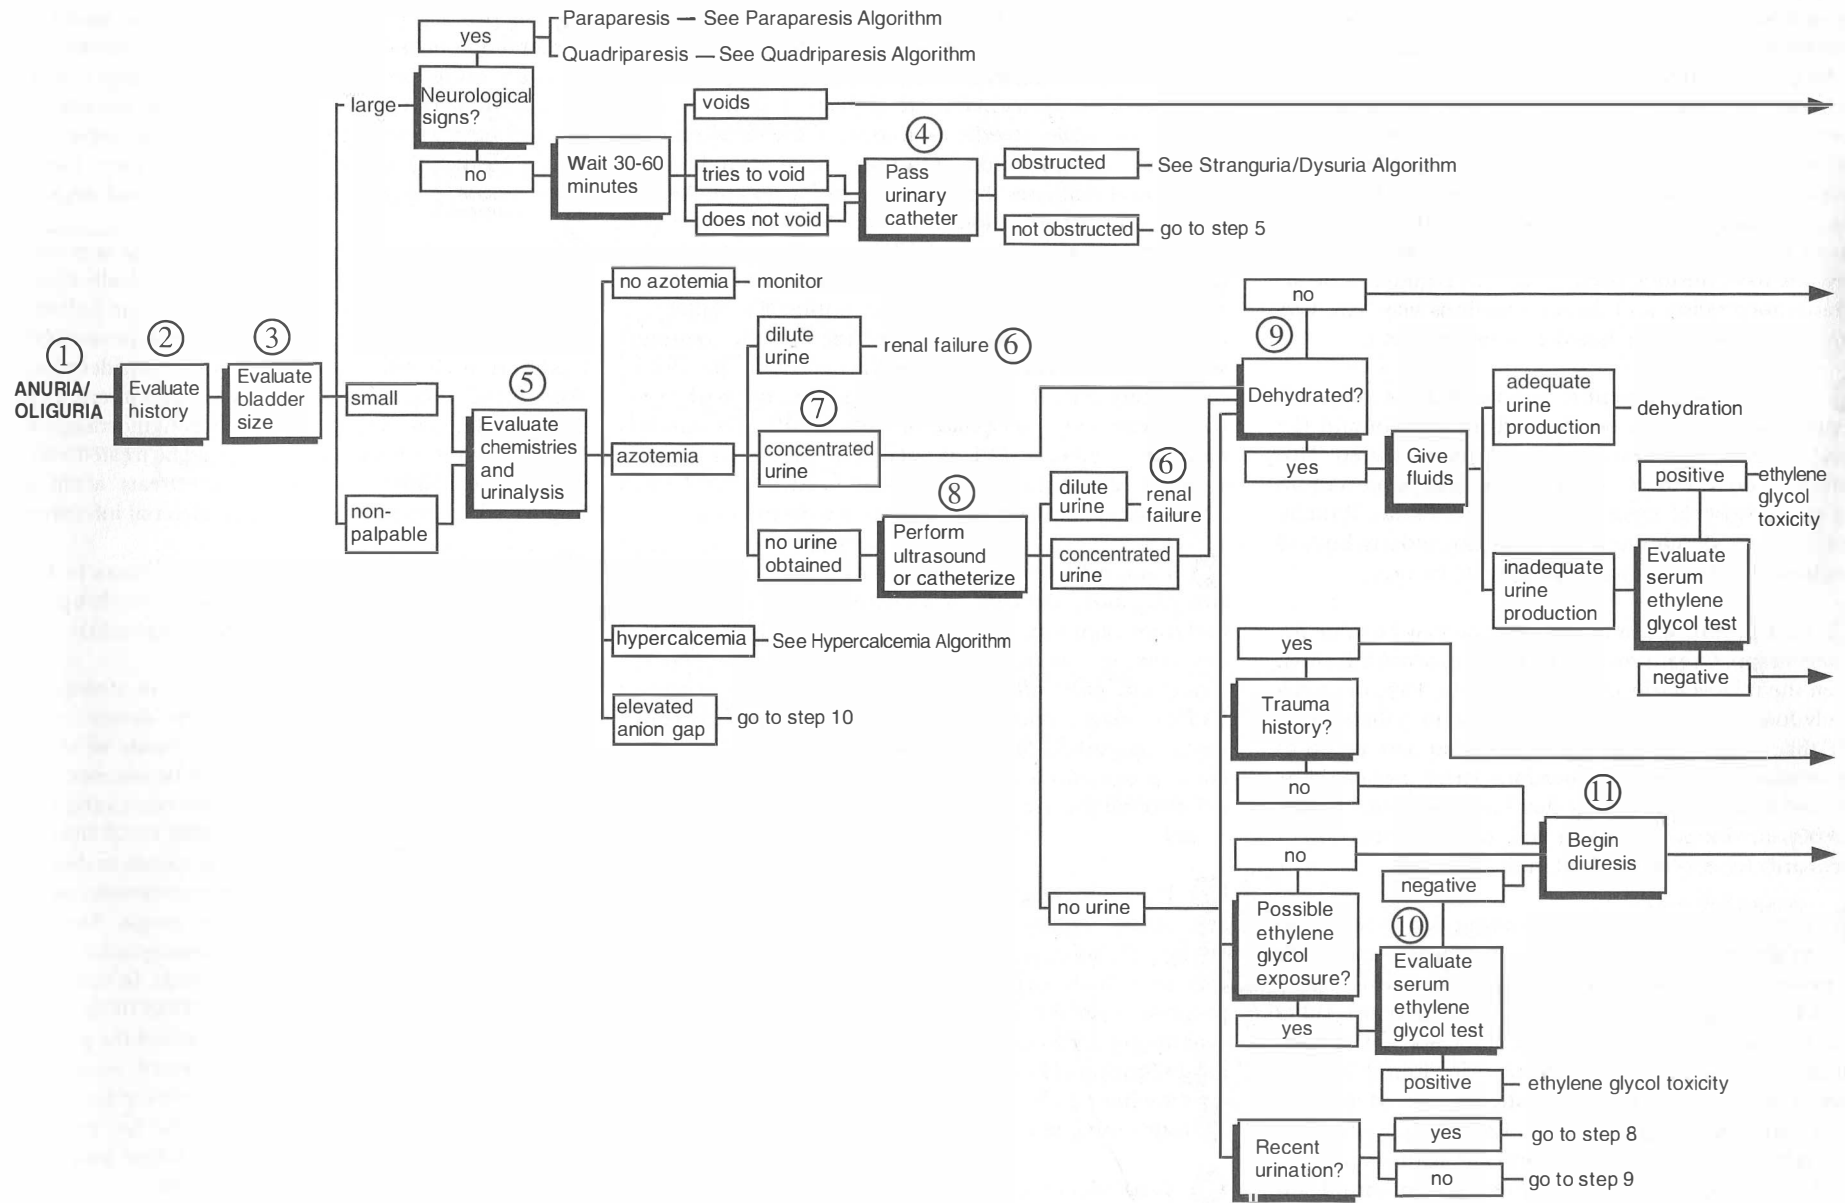 yes
Paraparesis — See Paraparesis Algorithm
Quadriparesis — See Quadriparesis Algorithm
large
Neurological
signs?
no
Wait 30-60
minutes
voids
tries to void
does not void
4
Pass
urinary
catheter
obstructed
See Stranguria/Dysuria Algorithm
not obstructed
go to step 5
1
ANURIA/
OLIGURIA
2
Evaluate
history
3
Evaluate
bladder
size
small
non-
palpable
5
Evaluate
chemistries
and
urinalysis
no azotemia
monitor
azotemia
dilute
urine
renal failure
6
7
concentrated
urine
no urine
obtained
8
Perform
ultrasound
or catheterize
hypercalcemia
See Hypercalcemia Algorithm
elevated
anion gap
go to step 10
dilute
urine
6
renal
failure
concentrated
urine
no urine
no
9
Dehydrated?
yes
Give
fluids
adequate
urine
production
dehydration
inadequate
urine
production
positive
ethylene
glycol
toxicity
Evaluate
serum
ethylene
glycol test
negative
yes
Trauma
history?
no
11
Begin
diuresis
no
Possible
ethylene
glycol
exposure?
yes
negative
10
Evaluate
serum
ethylene
glycol test
positive
ethylene glycol toxicity
Recent
urination?
yes
go to step 8
no
go to step 9